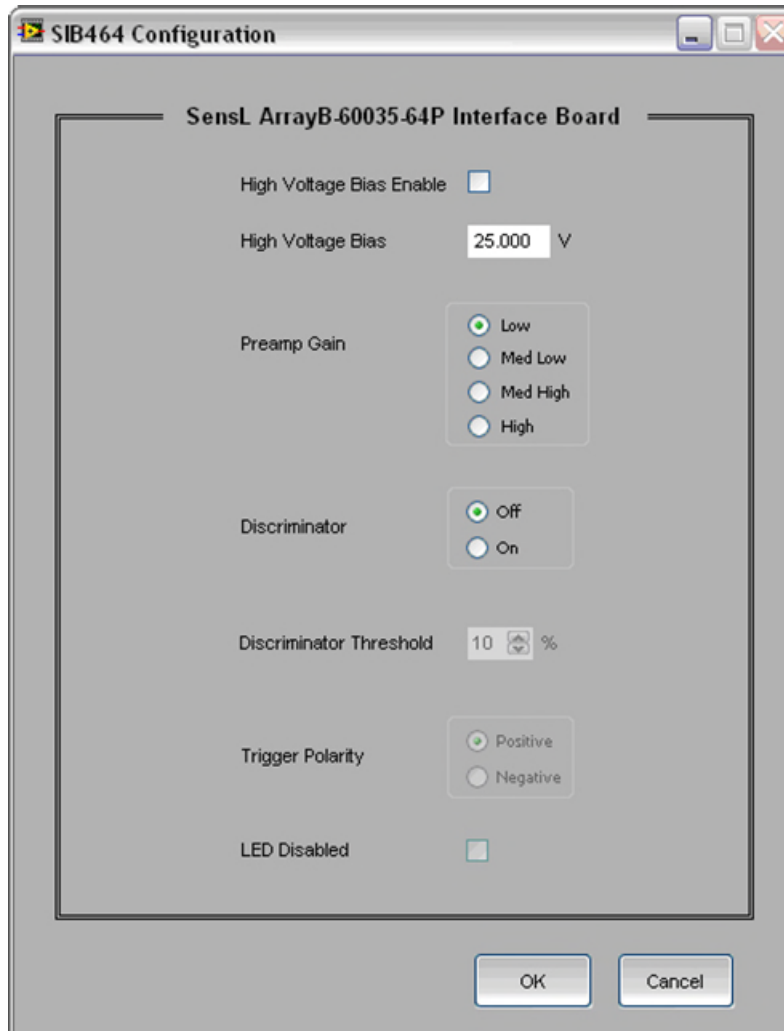 SIB464 Configuration
SensL ArrayB-60035-64P Interface Board
High Voltage Bias Enable
High Voltage Bias 25.000 V
Preamp Gain
Low
Med Low
Med High
High
Discriminator
Off
On
Discriminator Threshold 10 %
Trigger Polarity
Positive
Negative
LED Disabled
OK Cancel